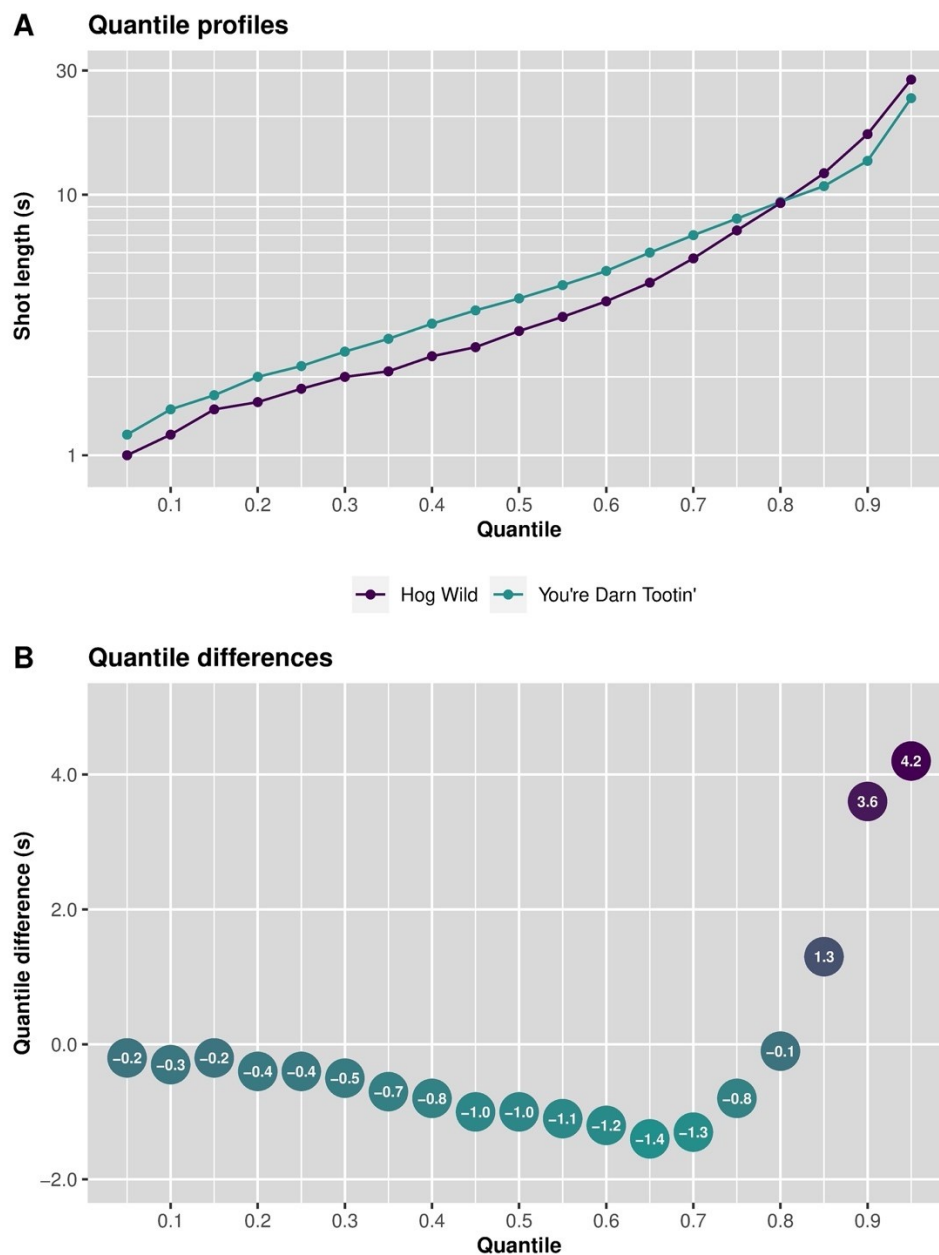 A Quantile profiles
30
10
1
Shot length (s)
0.1 0.2 0.3 0.4 0.5 0.6 0.7 0.8 0.9
Quantile
Hog Wild You're Darn Tootin'
B Quantile differences
4.0
2.0
0.0
−2.0
Quantile difference (s)
−0.2 −0.3 −0.2 −0.4 −0.4 −0.5 −0.7 −0.8 −1.0 −1.0 −1.1 −1.2 −1.4 −1.3 −0.8 −0.1 1.3 3.6 4.2
0.1 0.2 0.3 0.4 0.5 0.6 0.7 0.8 0.9
Quantile